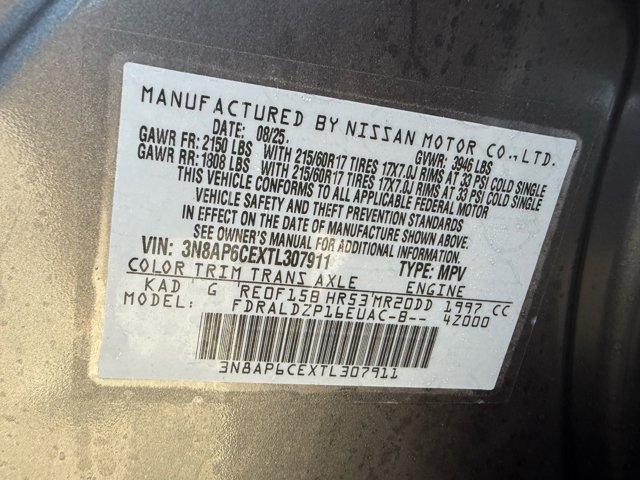 MANUFACTURED BY NISSAN MOTOR CO., LTD.
DATE: 08/25. GVWR: 3946 LBS
GAWR FR: 2150 LBS WITH 215/60R17 TIRES 17X7.0J RIMS AT 33 PSI COLD SINGLE
GAWR RR: 1808 LBS WITH 215/60R17 TIRES 17X7.0J RIMS AT 33 PSI COLD SINGLE
THIS VEHICLE CONFORMS TO ALL APPLICABLE FEDERAL MOTOR
VEHICLE SAFETY AND THEFT PREVENTION STANDARDS
IN EFFECT ON THE DATE OF MANUFACTURE SHOWN ABOVE.
SEE OWNER'S MANUAL FOR ADDITIONAL INFORMATION.
VIN: 3N8AP6CEXTL307911 TYPE: MPV
COLOR TRIM TRANS AXLE ENGINE
KAD G RE0F15B HR53 MR20DD 1997 CC
MODEL: FDRALDZP16EUAC-B-- 4Z000
3N8AP6CEXTL307911